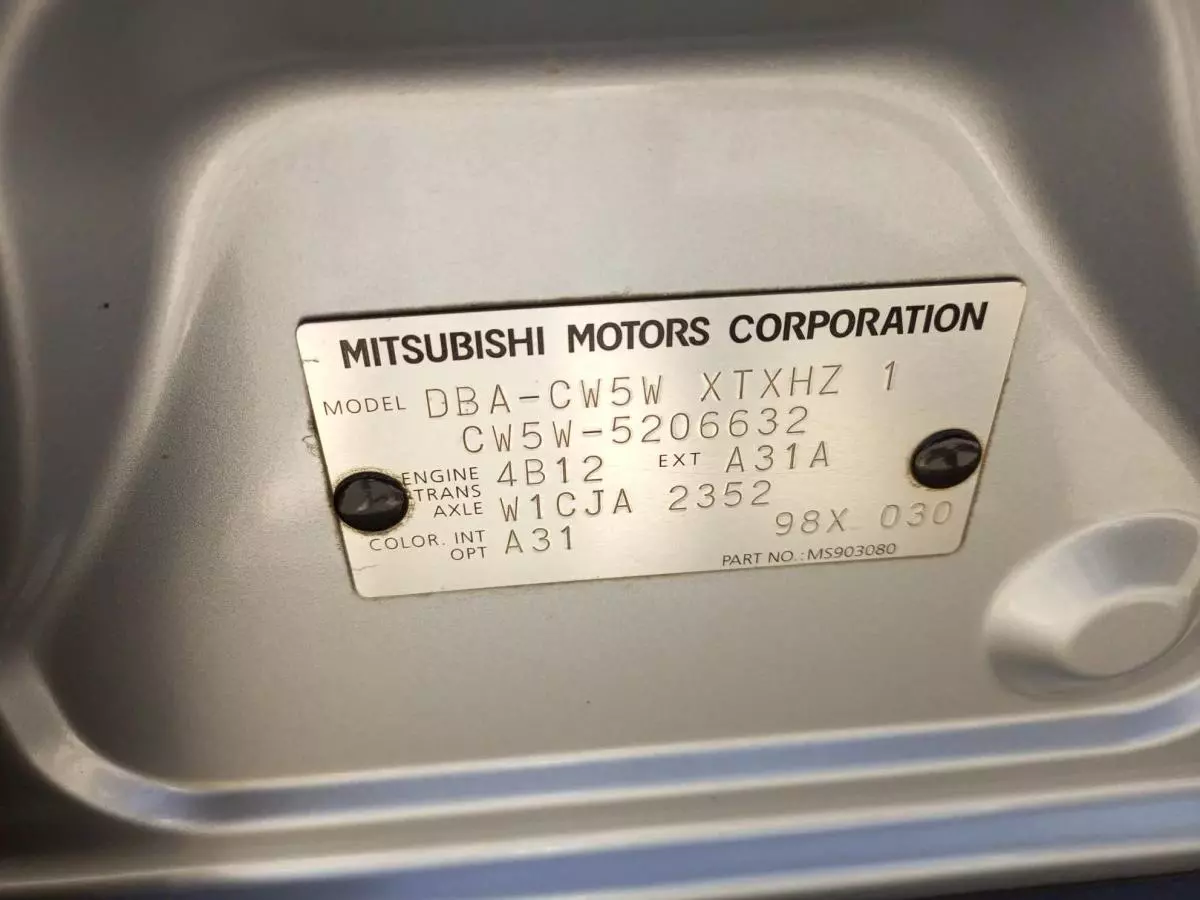 MITSUBISHI MOTORS CORPORATION
MODEL DBA-CW5W XTXHZ 1
CW5W-5206632
ENGINE 4B12 EXT A31A
TRANS
AXLE W1CJA 2352
COLOR. INT
OPT A31 98X 030
PART NO.: MS903080